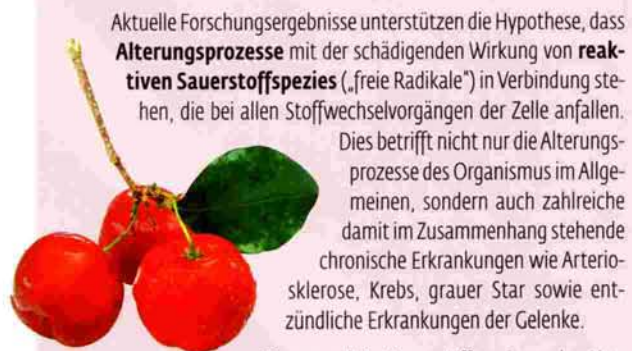 Aktuelle Forschungsergebnisse unterstützen die Hypothese, dass
Alterungsprozesse mit der schädigenden Wirkung von reak-
tiven Sauerstoffspezies („freie Radikale") in Verbindung ste-
hen, die bei allen Stoffwechselvorgängen der Zelle anfallen.
Dies betrifft nicht nur die Alterungs-
prozesse des Organismus im Allge-
meinen, sondern auch zahlreiche
damit im Zusammenhang stehende
chronische Erkrankungen wie Arterio-
sklerose, Krebs, grauer Star sowie ent-
zündliche Erkrankungen der Gelenke.